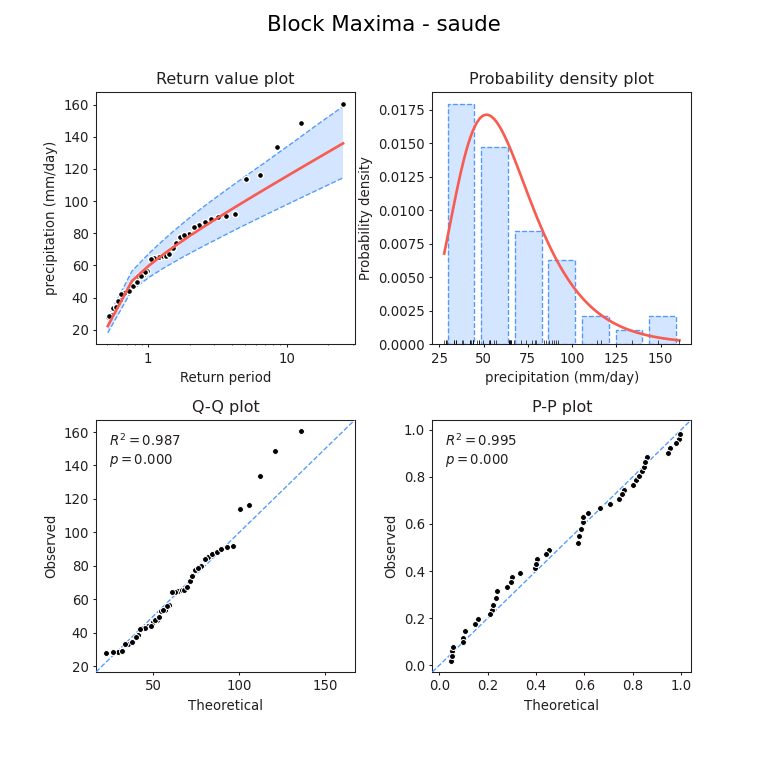 Block Maxima - saude
Return value plot
precipitation (mm/day)
160
140
120
100
80
60
40
20
1
10
Return period
Probability density plot
Probability density
0.0175
0.0150
0.0125
0.0100
0.0075
0.0050
0.0025
0.0000
25
50
75
100
125
150
precipitation (mm/day)
Q-Q plot
R² = 0.987
p = 0.000
Observed
160
140
120
100
80
60
40
20
50
100
150
Theoretical
P-P plot
R² = 0.995
p = 0.000
Observed
1.0
0.8
0.6
0.4
0.2
0.0
0.0
0.2
0.4
0.6
0.8
1.0
Theoretical